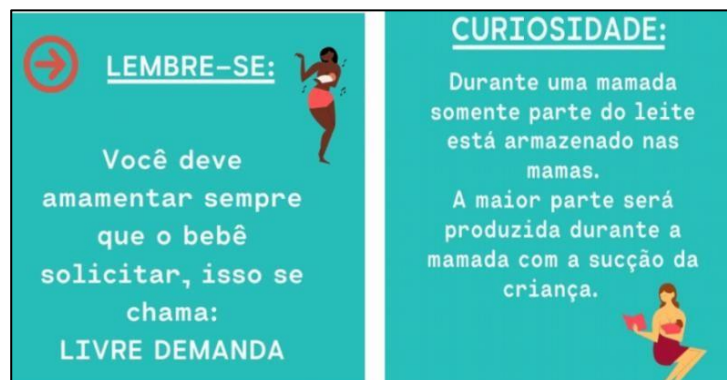 LEMBRE-SE:
Você deve
amamentar sempre
que o bebê
solicitar, isso se
chama:
LIVRE DEMANDA
CURIOSIDADE:
Durante uma mamada
somente parte do leite
está armazenado nas
mamas.
A maior parte será
produzida durante a
mamada com a sucção da
criança.